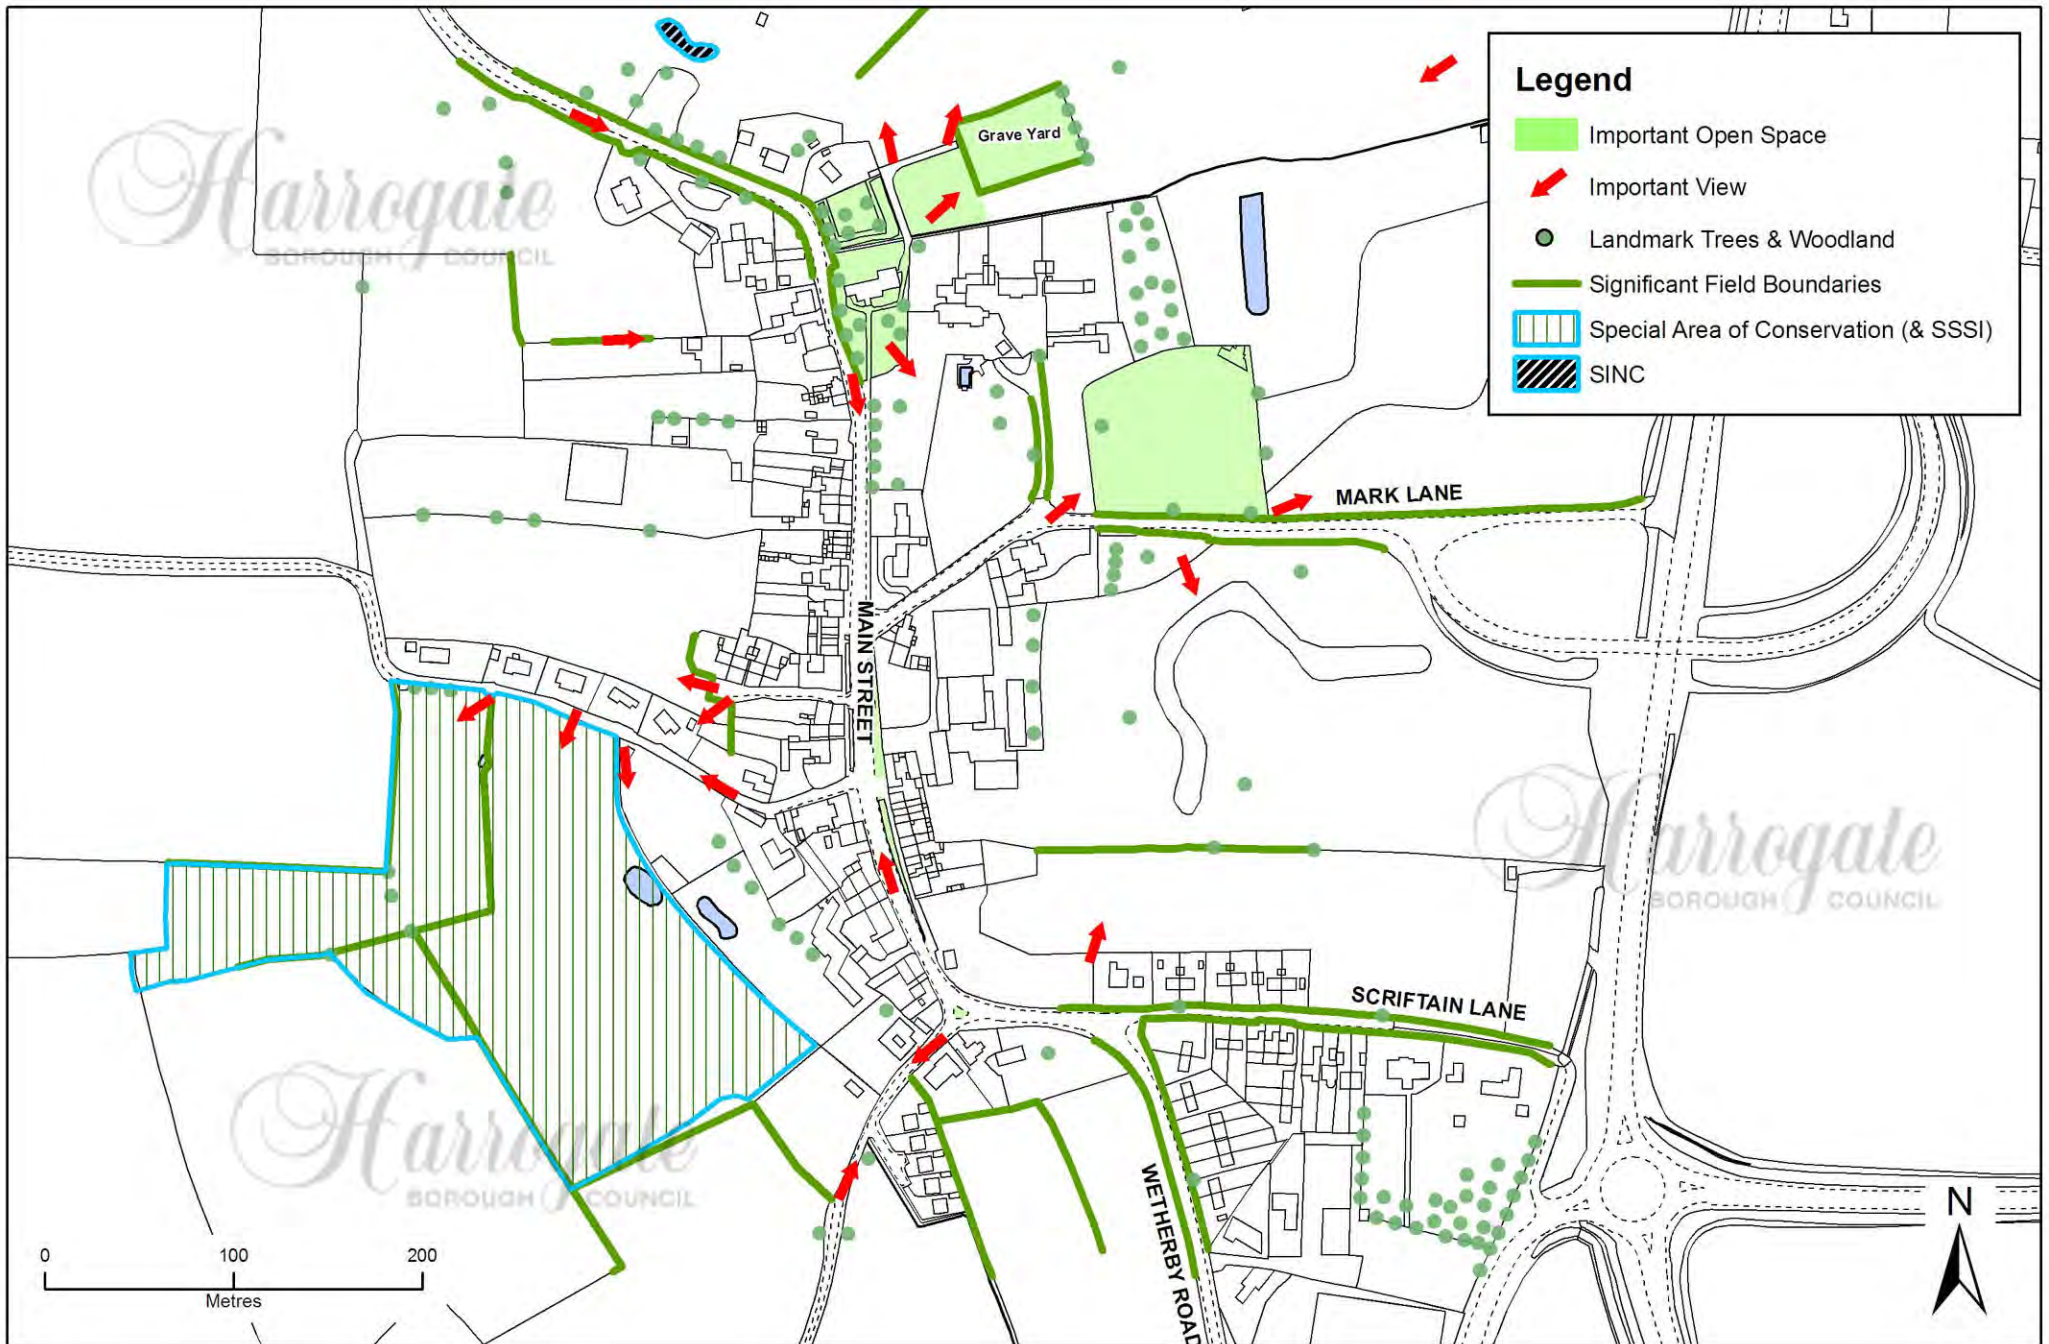 Legend
Important Open Space
Important View
Landmark Trees & Woodland
Significant Field Boundaries
Special Area of Conservation (& SSSI)
SINC
Grave Yard
Harrogate
BOROUGH COUNCIL
MARK LANE
MAIN STREET
Harrogate
BOROUGH COUNCIL
SCRIFTAIN LANE
Harrogate
BOROUGH COUNCIL
WETHERBY ROAD
N
0 100 200
Metres